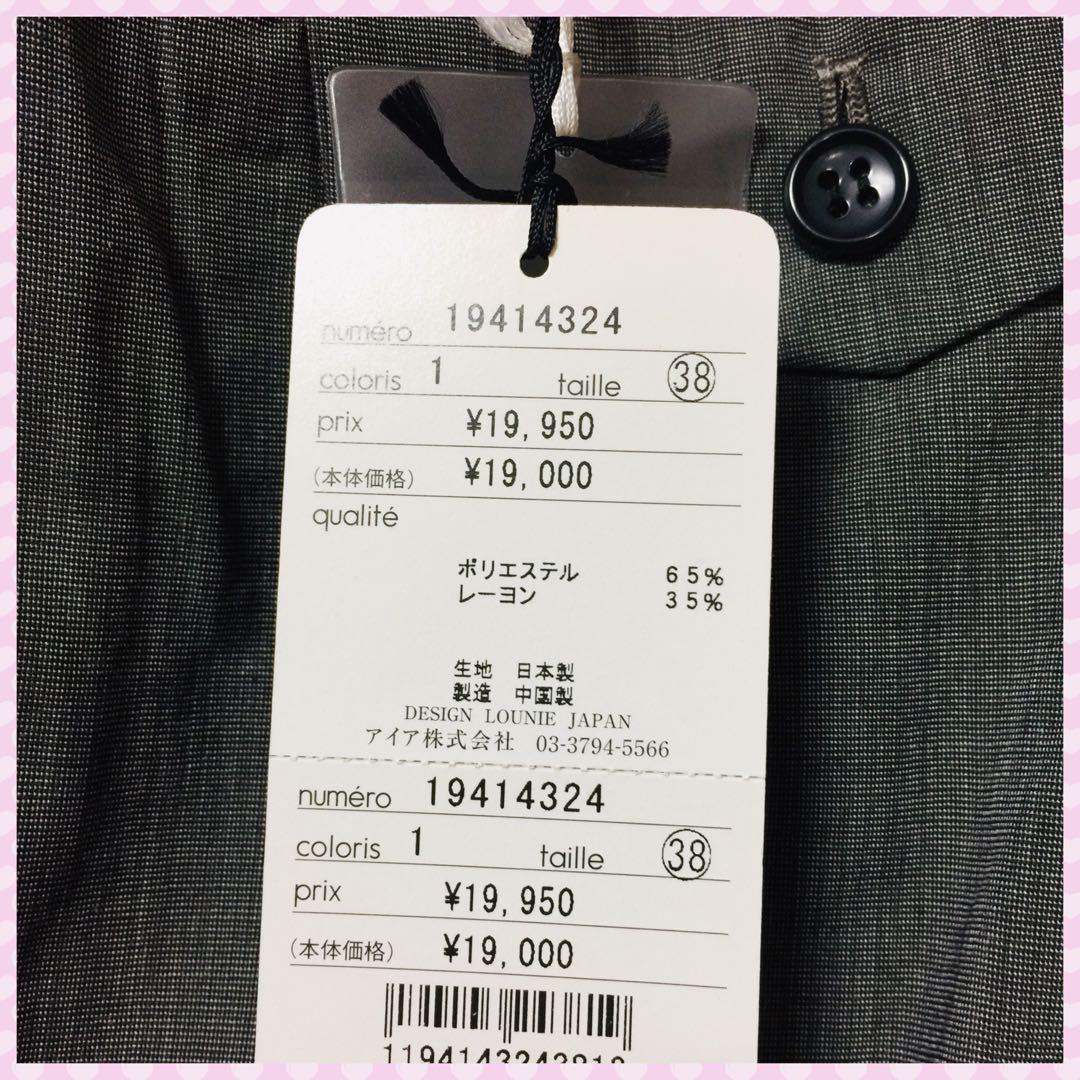 numéro 19414324
coloris 1 taille 38
prix ¥19,950
(本体価格) ¥19,000
qualité
ポリエステル 65%
レーヨン 35%
生地 日本製
製造 中国製
DESIGN LOUNIE JAPAN
アイア株式会社 03-3794-5566
numéro 19414324
coloris 1 taille 38
prix ¥19,950
(本体価格) ¥19,000